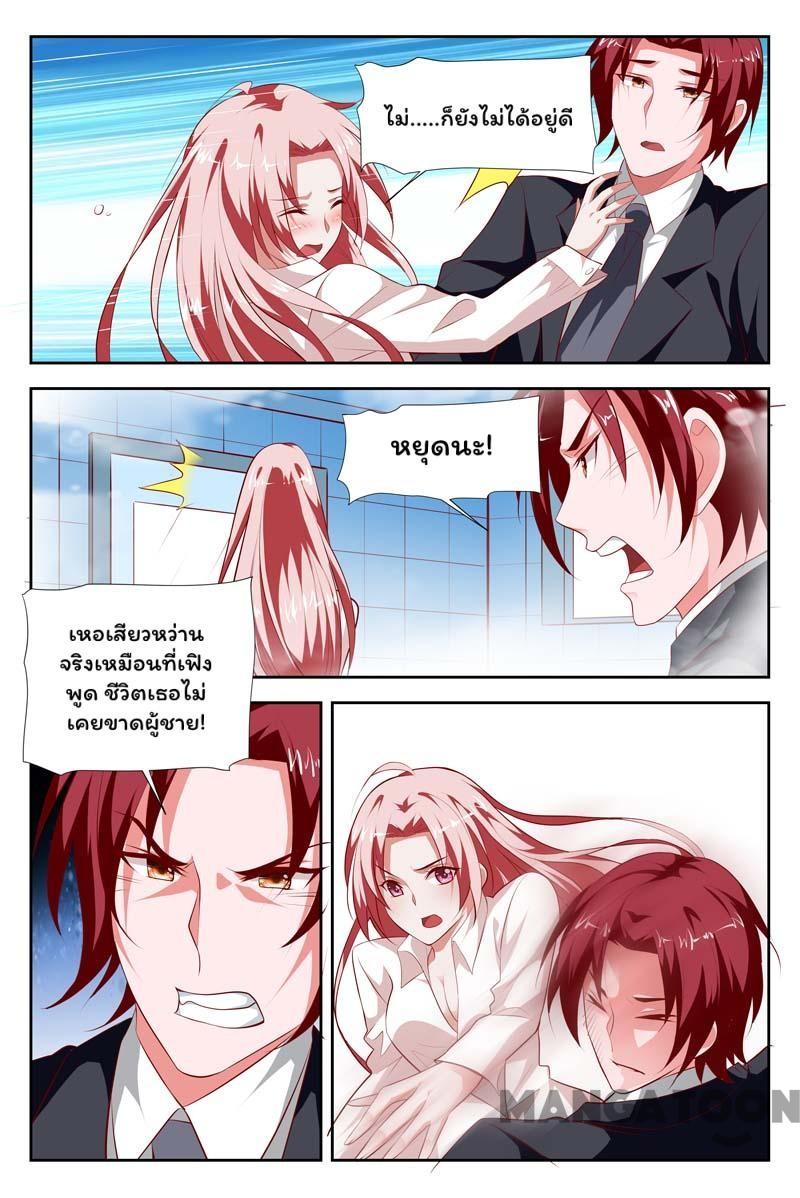 ไม่.....ก็ยังไม่ได้อยู่ดี
หยุดนะ!
เหอเสียวหว่าน
จริงเหมือนที่เฟิง
พูด ชีวิตเธอไม่
เคยขาดผู้ชาย!
MANGATOON